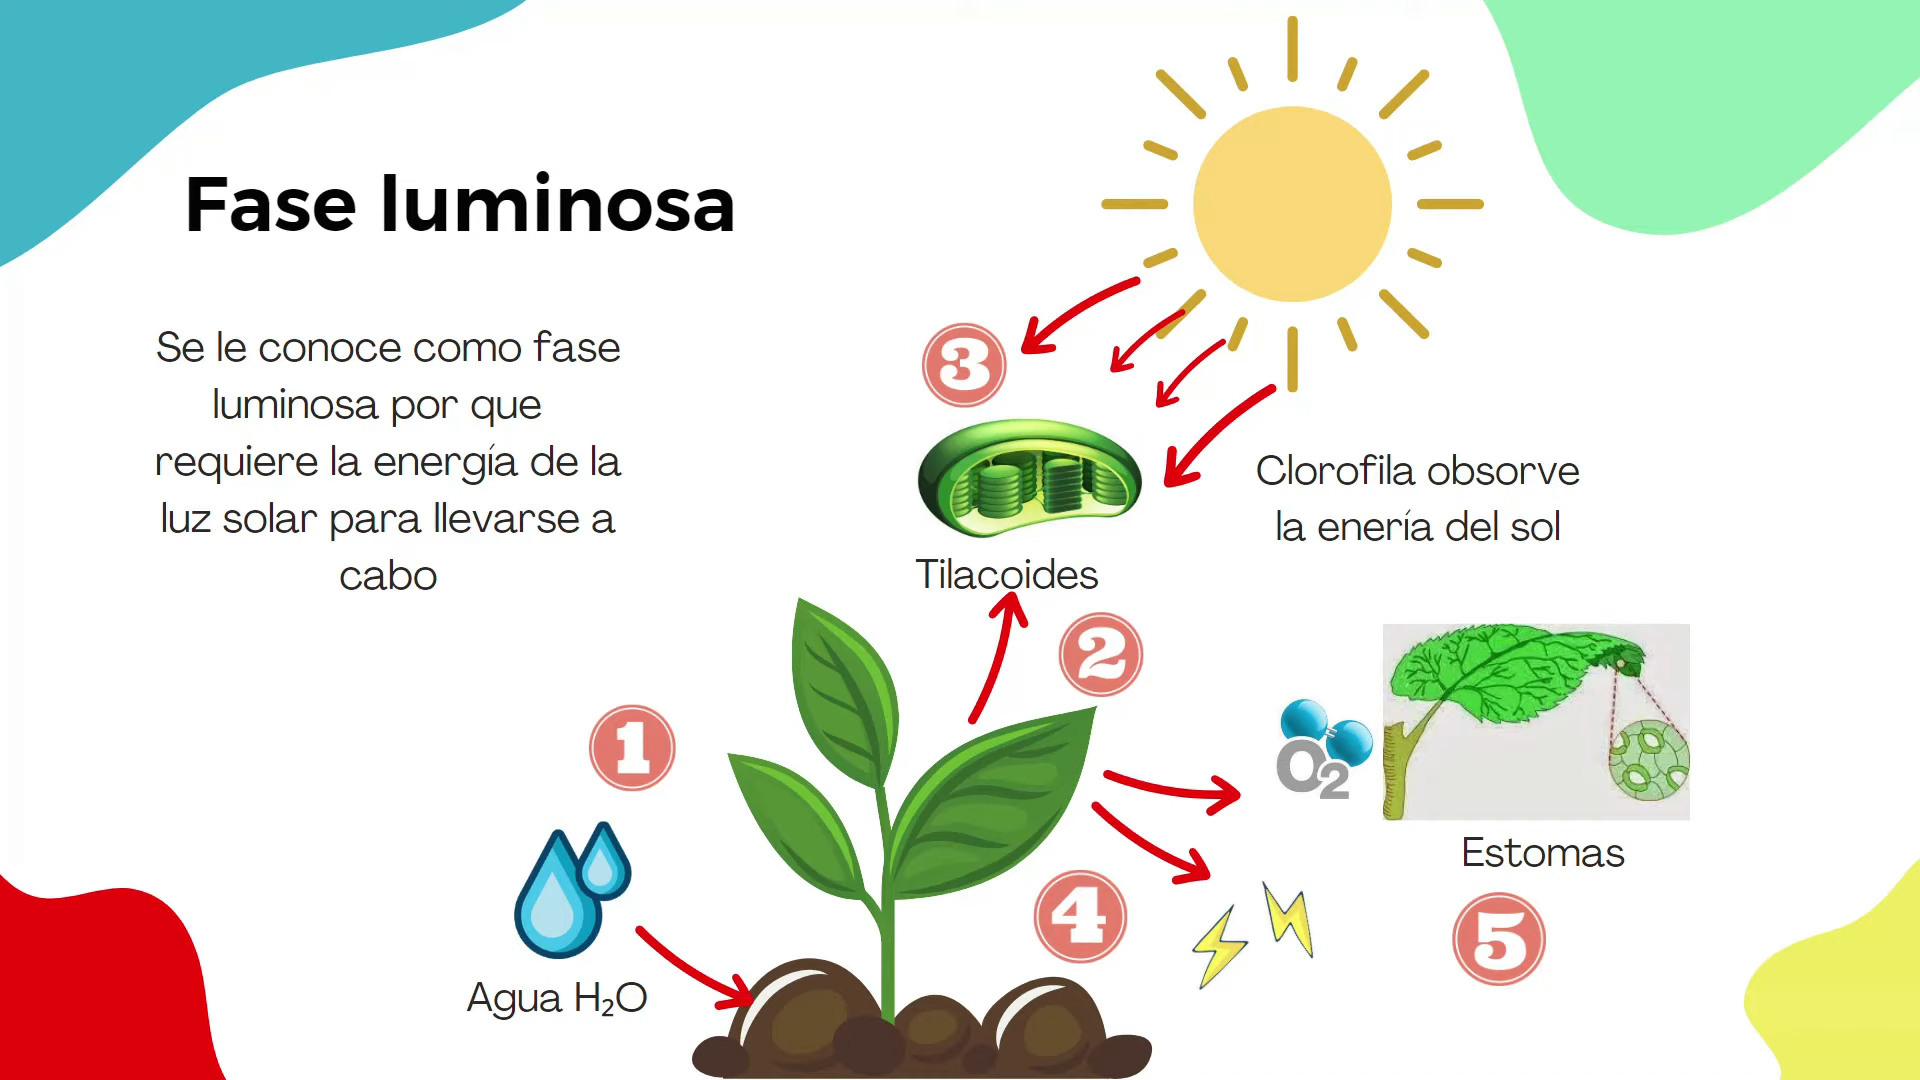 Fase luminosa
Se le conoce como fase
luminosa por que
requiere la energía de la
luz solar para llevarse a
cabo
3
Clorofila obsorve
la enería del sol
Tilacoides
2
1
O2
Estomas
4
5
Agua H₂O